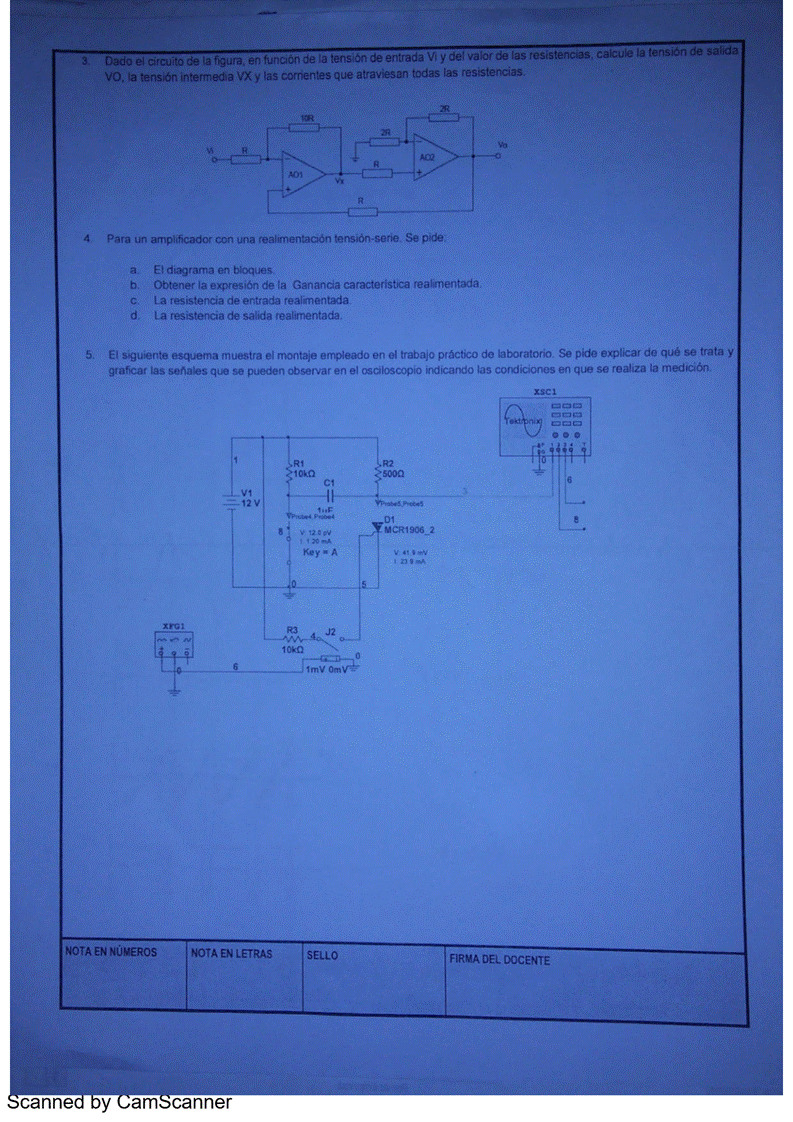 3. Dado el circuito de la figura, en función de la tensión de entrada Vi y del valor de las resistencias, calcule la tensión de salida
VO, la tensión intermedia VX y las corrientes que atraviesan todas las resistencias.
2R
10R
2R
Vi R
Vo
AO2
R
AO1
Vx
R
4. Para un amplificador con una realimentación tensión-serie. Se pide:
a. El diagrama en bloques.
b. Obtener la expresión de la Ganancia característica realimentada.
c. La resistencia de entrada realimentada.
d. La resistencia de salida realimentada.
5. El siguiente esquema muestra el montaje empleado en el trabajo práctico de laboratorio. Se pide explicar de qué se trata y
graficar las señales que se pueden observar en el osciloscopio indicando las condiciones en que se realiza la medición.
XSC1
Tektronix
1 2 3 4 T
0
6
8
1
R1
10kΩ
R2
500Ω
C1
V1
12 V
1uF
Probe4,Probe4
Probe5,Probe5
D1
MCR1906_2
8
I: 1.20 mA
Key = A
V: 41.9 mV
I: 23.9 mA
0
5
XFG1
R3
10kΩ
4
J2
0
6
0
1mV 0mV
NOTA EN NÚMEROS
NOTA EN LETRAS
SELLO
FIRMA DEL DOCENTE
Scanned by CamScanner